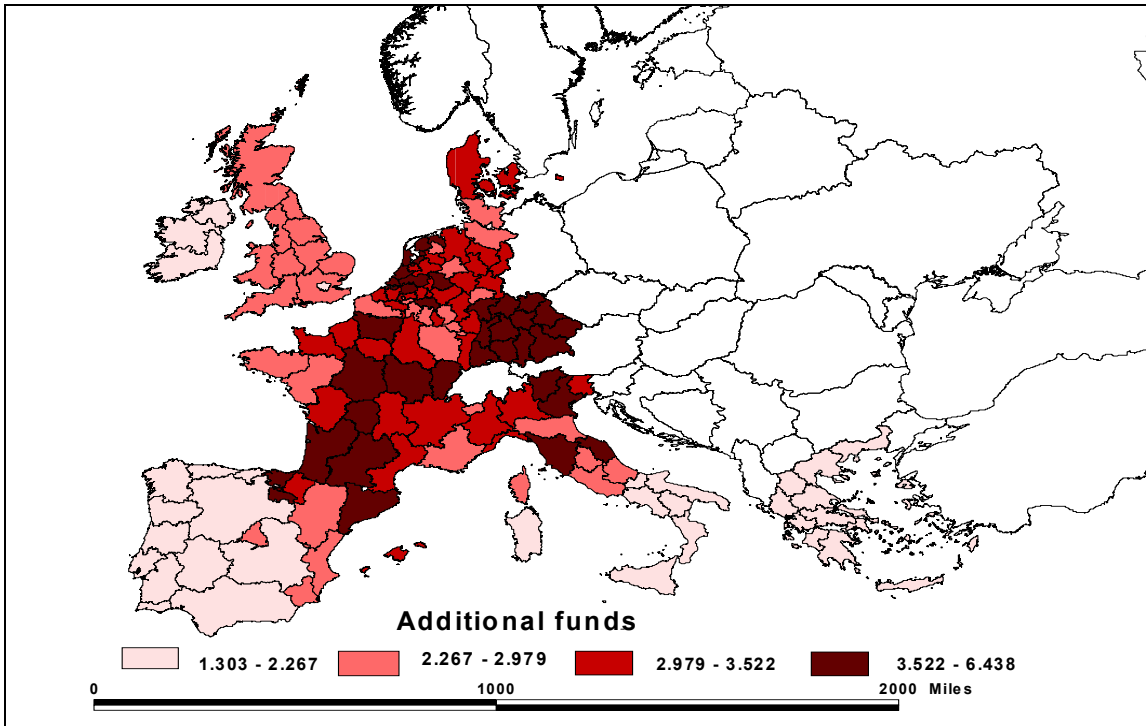 Additional funds
1.303 - 2.267 2.267 - 2.979 2.979 - 3.522 3.522 - 6.438
0 1000 2000 Miles